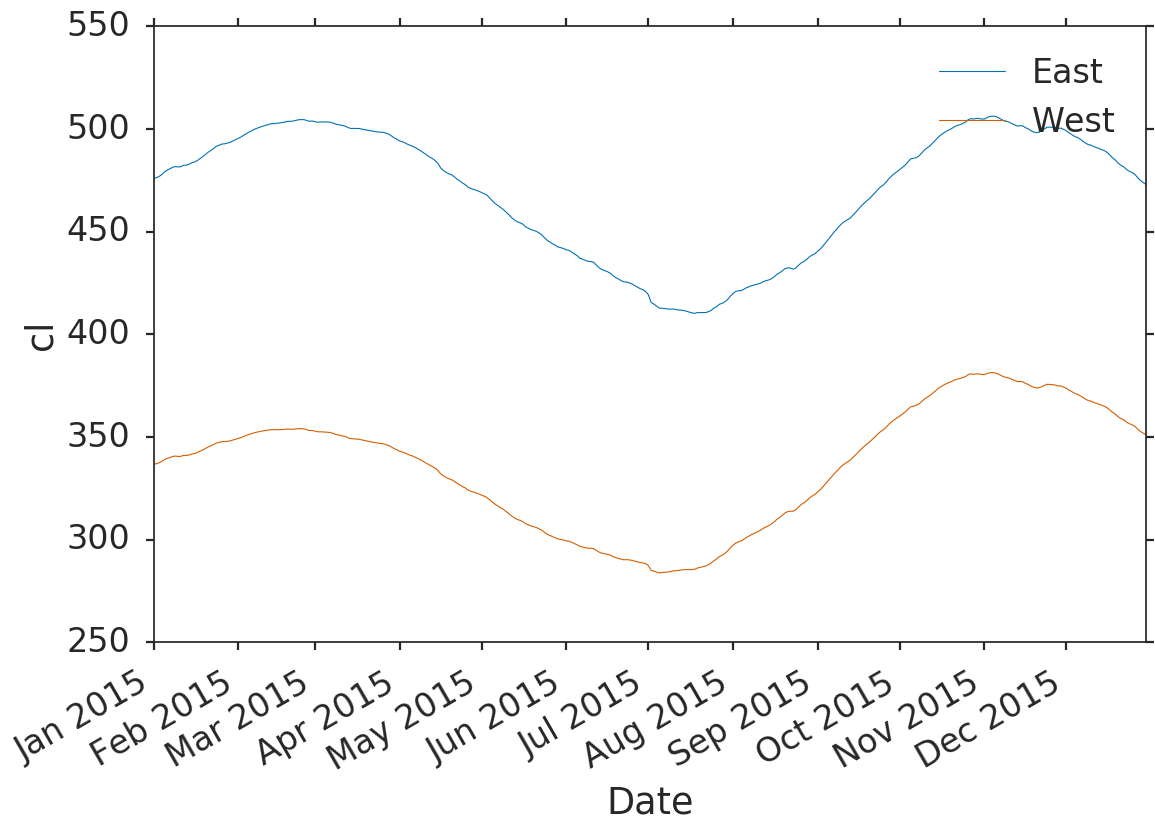 550
500
450
400
350
300
250
cl
East
West
Jan 2015
Feb 2015
Mar 2015
Apr 2015
May 2015
Jun 2015
Jul 2015
Aug 2015
Sep 2015
Oct 2015
Nov 2015
Dec 2015
Date